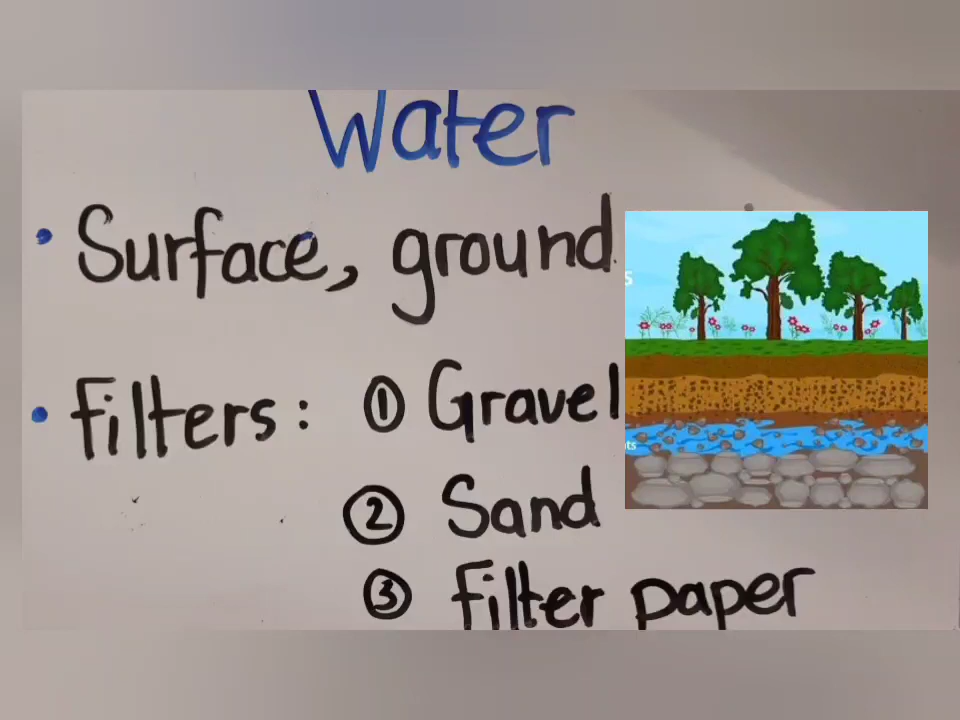 Water
• Surface, ground
• Filters: ① Gravel
② Sand
③ Filter paper